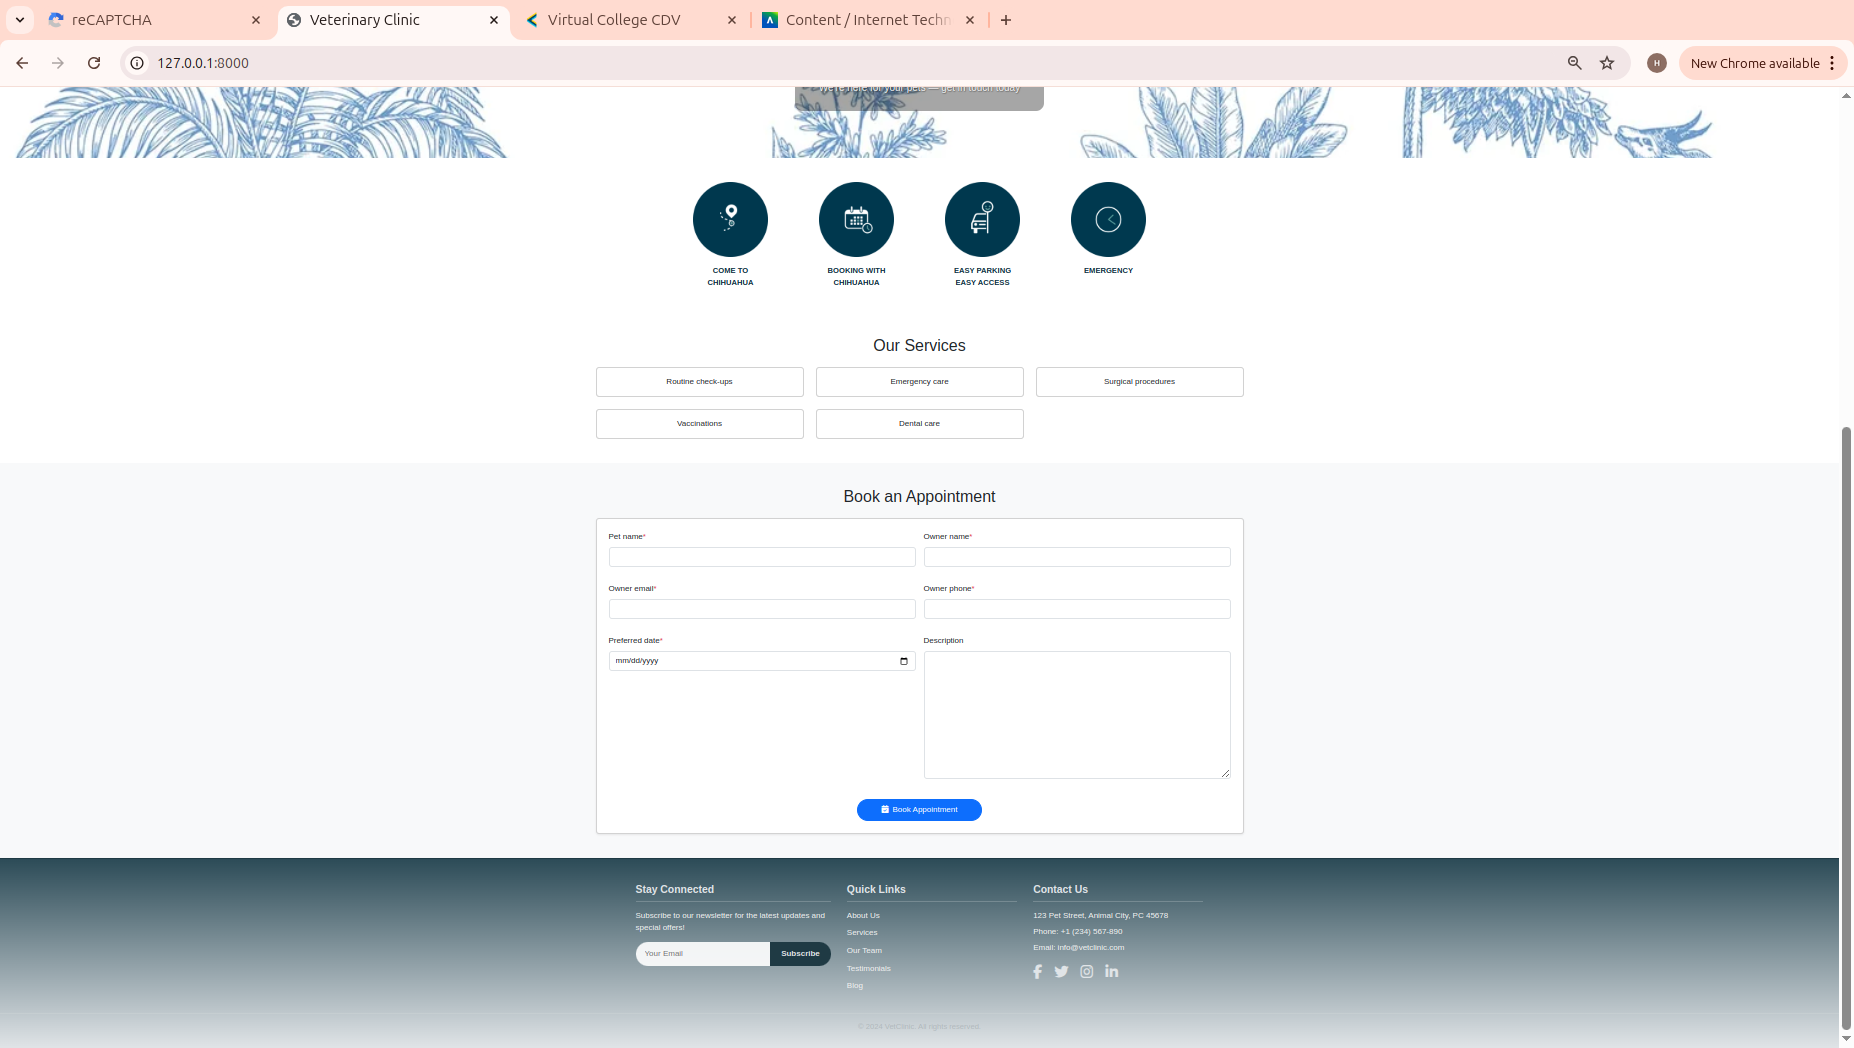 reCAPTCHA
Veterinary Clinic
Virtual College CDV
Content / Internet Techn
127.0.0.1:8000
H
New Chrome available
We're here for your pets — get in touch today
COME TO
CHIHUAHUA
BOOKING WITH
CHIHUAHUA
EASY PARKING
EASY ACCESS
EMERGENCY
Our Services
Routine check-ups
Emergency care
Surgical procedures
Vaccinations
Dental care
Book an Appointment
Pet name*
Owner name*
Owner email*
Owner phone*
Preferred date*
Description
mm/dd/yyyy
Book Appointment
Stay Connected
Subscribe to our newsletter for the latest updates and
special offers!
Your Email
Subscribe
Quick Links
About Us
Services
Our Team
Testimonials
Blog
Contact Us
123 Pet Street, Animal City, PC 45678
Phone: +1 (234) 567-890
Email: info@vetclinic.com
© 2024 VetClinic. All rights reserved.